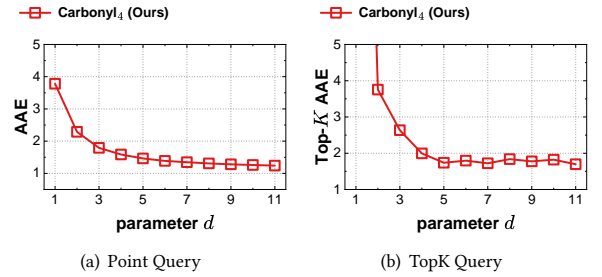 Carbonyl₄ (Ours)
5
4
3
2
1
AAE
1 3 5 7 9 11
parameter d
(a) Point Query
Carbonyl₄ (Ours)
5
4
3
2
1
Top-K AAE
1 3 5 7 9 11
parameter d
(b) TopK Query